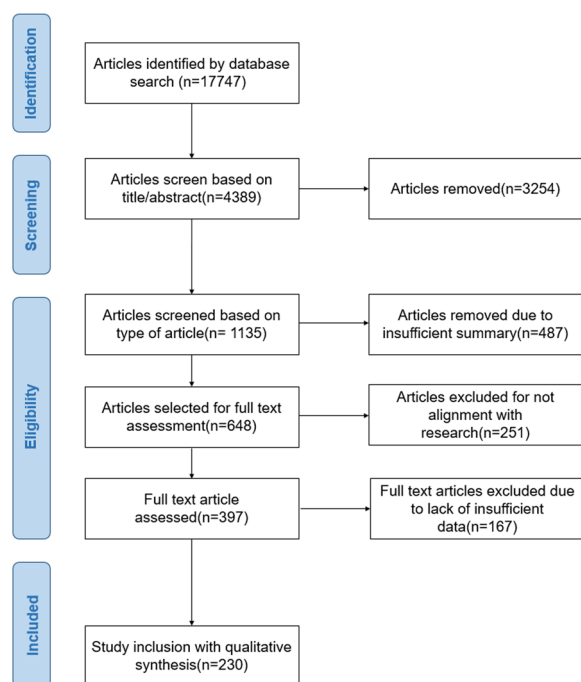 Identification
Articles identified by database
search (n=17747)
Screening
Articles screen based on
title/abstract(n=4389)
Articles removed(n=3254)
Eligibility
Articles screened based on
type of article(n= 1135)
Articles removed due to
insufficient summary(n=487)
Articles selected for full text
assessment(n=648)
Articles excluded for not
alignment with
research(n=251)
Full text article
assessed(n=397)
Full text articles excluded due
to lack of insufficient
data(n=167)
Included
Study inclusion with qualitative
synthesis(n=230)